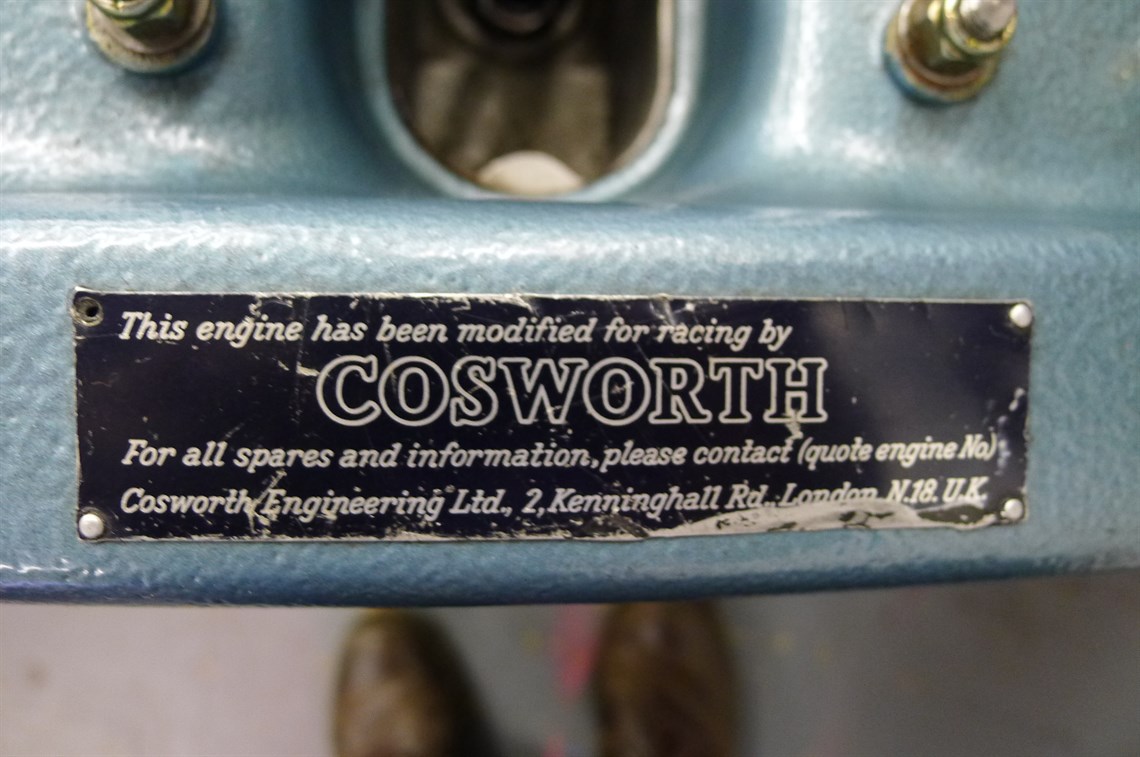 This engine has been modified for racing by
COSWORTH
For all spares and information, please contact (quote engine No)
Cosworth Engineering Ltd., 2, Kenninghall Rd., London N.18. U.K.